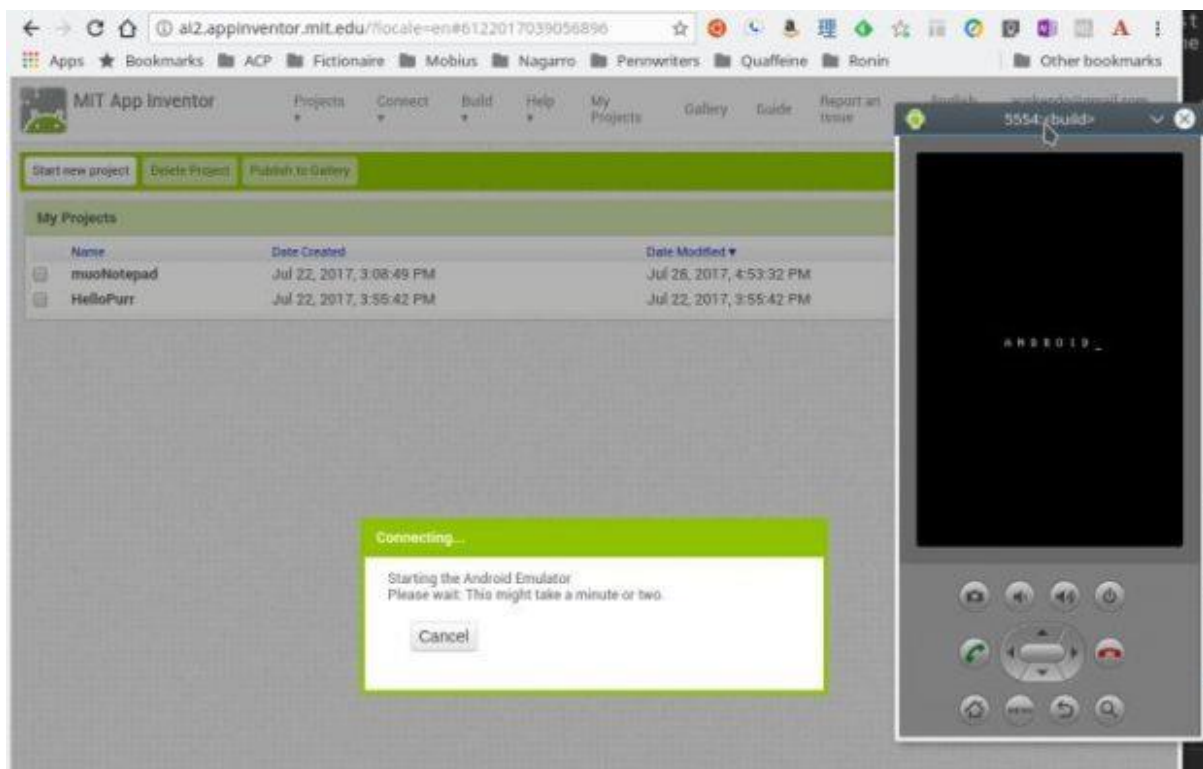 ai2.appinventor.mit.edu/?locale=en#6122017039056896
Apps Bookmarks ACP Fictionaire Mobius Nagarro Pennwriters Quaffeine Ronin Other bookmarks
MIT App Inventor Projects Connect Build Help My Projects Gallery Guide Report an Issue English
5554:<build>
Start new project Delete Project Publish to Gallery
My Projects
Name Date Created Date Modified
muoNotepad Jul 22, 2017, 3:08:49 PM Jul 28, 2017, 4:53:32 PM
HelloPurr Jul 22, 2017, 3:55:42 PM Jul 22, 2017, 3:55:42 PM
ANDROID_
Connecting...
Starting the Android Emulator
Please wait. This might take a minute or two.
Cancel
MENU